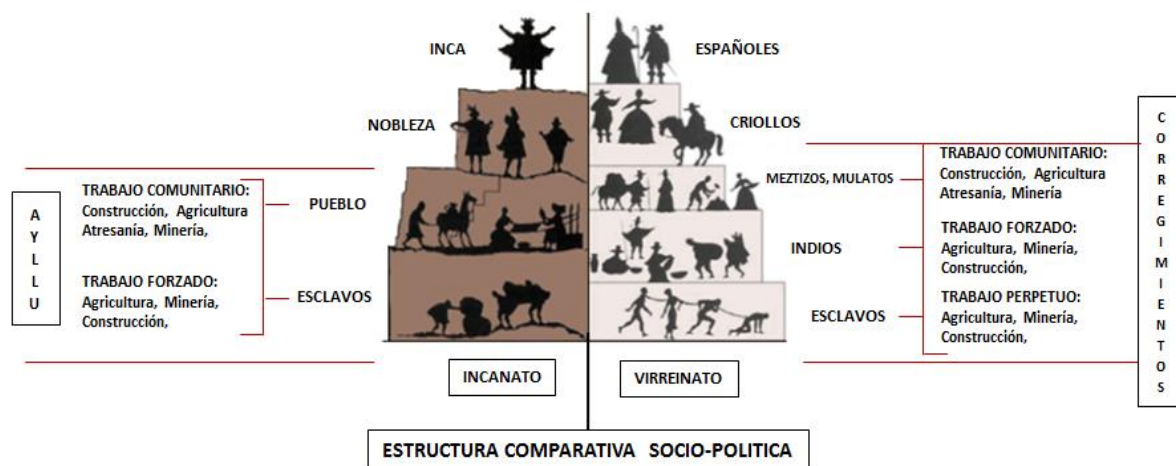 INCA
NOBLEZA
A
Y
L
L
U
TRABAJO COMUNITARIO:
Construcción, Agricultura
Atresanía, Minería,
PUEBLO
TRABAJO FORZADO:
Agricultura, Minería,
Construcción,
ESCLAVOS
INCANATO
ESPAÑOLES
CRIOLLOS
MEZTIZOS, MULATOS
TRABAJO COMUNITARIO:
Construcción, Agricultura
Atresanía, Minería
INDIOS
TRABAJO FORZADO:
Agricultura, Minería,
Construcción,
ESCLAVOS
TRABAJO PERPETUO:
Agricultura, Minería,
Construcción,
C
O
R
R
E
G
I
M
I
E
N
T
O
S
VIRREINATO
ESTRUCTURA COMPARATIVA SOCIO-POLITICA